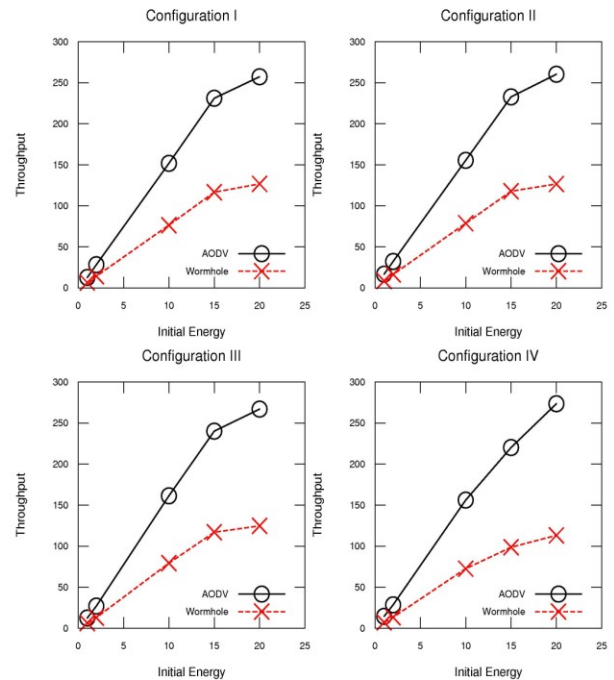 Configuration I
300
250
200
150
100
50
0
0 5 10 15 20 25
Throughput
Initial Energy
AODV
Wormhole
Configuration II
300
250
200
150
100
50
0
0 5 10 15 20 25
Throughput
Initial Energy
AODV
Wormhole
Configuration III
300
250
200
150
100
50
0
0 5 10 15 20 25
Throughput
Initial Energy
AODV
Wormhole
Configuration IV
300
250
200
150
100
50
0
0 5 10 15 20 25
Throughput
Initial Energy
AODV
Wormhole